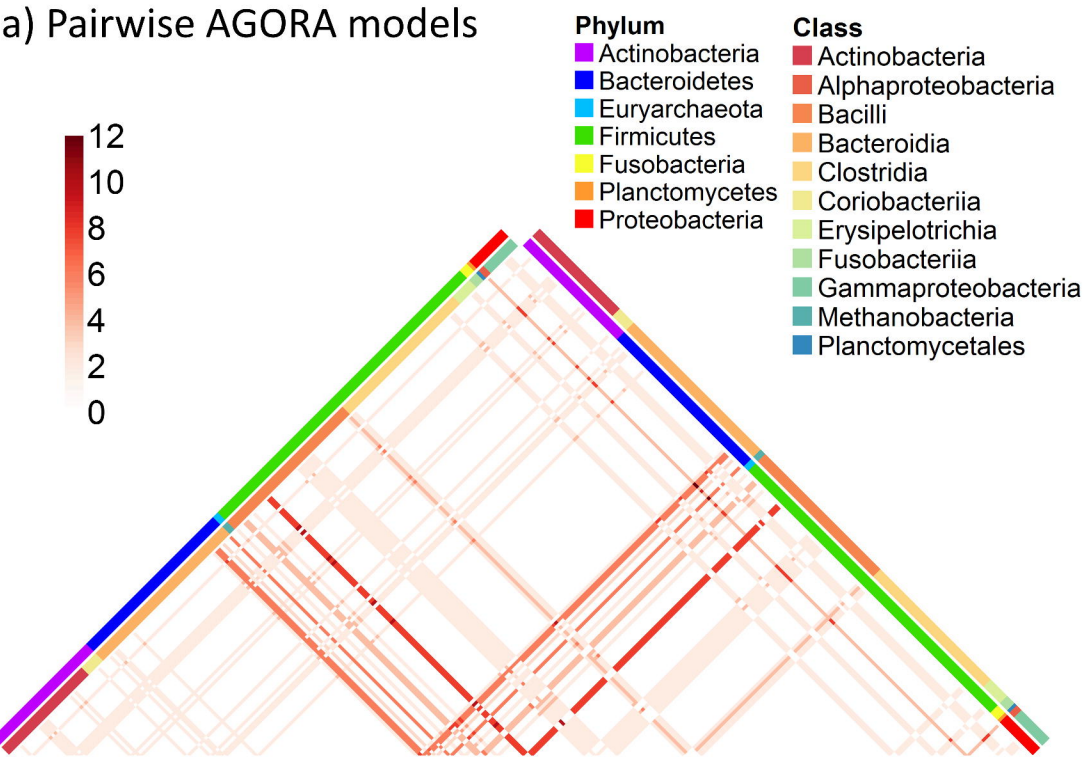 a) Pairwise AGORA models
12
10
8
6
4
2
0
Phylum
Actinobacteria
Bacteroidetes
Euryarchaeota
Firmicutes
Fusobacteria
Planctomycetes
Proteobacteria
Class
Actinobacteria
Alphaproteobacteria
Bacilli
Bacteroidia
Clostridia
Coriobacteriia
Erysipelotrichia
Fusobacteriia
Gammaproteobacteria
Methanobacteria
Planctomycetales